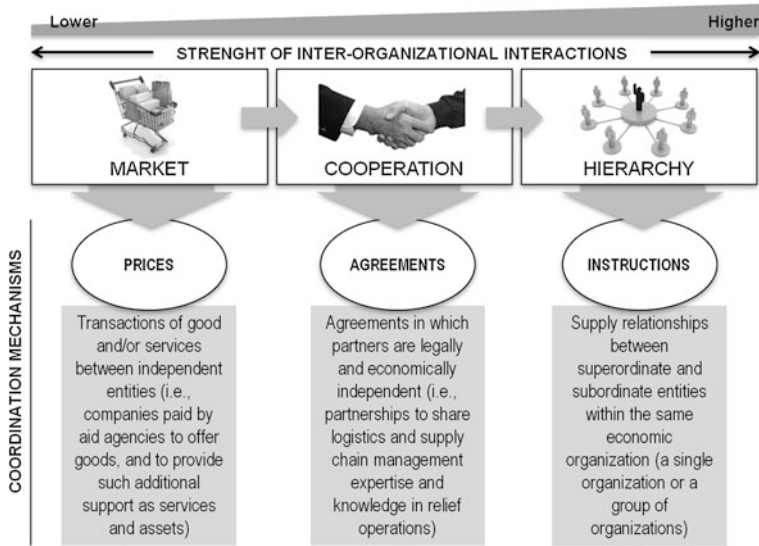 Lower
Higher
STRENGHT OF INTER-ORGANIZATIONAL INTERACTIONS
MARKET
COOPERATION
HIERARCHY
COORDINATION MECHANISMS
PRICES
AGREEMENTS
INSTRUCTIONS
Transactions of good
and/or services
between independent
entities (i.e.,
companies paid by
aid agencies to offer
goods, and to provide
such additional
support as services
and assets)
Agreements in which
partners are legally
and economically
independent (i.e.,
partnerships to share
logistics and supply
chain management
expertise and
knowledge in relief
operations)
Supply relationships
between
superordinate and
subordinate entities
within the same
economic
organization (a single
organization or a
group of
organizations)